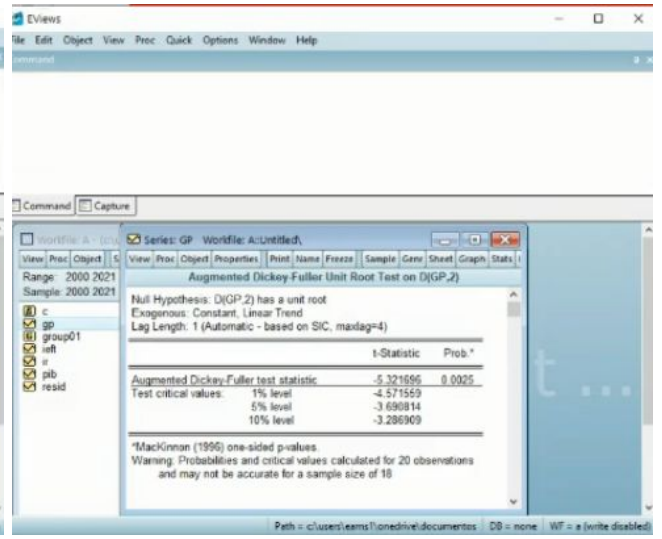 EViews
File Edit Object View Proc Quick Options Window Help
Command
Command Capture
Workfile: A
View Proc Object
Range: 2000 2021
Sample: 2000 2021
c
gp
group01
ir
pib
resid
Series: GP Workfile: A::Untitled\
View Proc Object Properties Print Name Freeze Sample Genr Sheet Graph Stats
Augmented Dickey-Fuller Unit Root Test on D(GP,2)
Null Hypothesis: D(GP,2) has a unit root
Exogenous: Constant, Linear Trend
Lag Length: 1 (Automatic - based on SIC, maxlag=4)
t-Statistic Prob.*
Augmented Dickey-Fuller test statistic -5.321696 0.0025
Test critical values: 1% level -4.571559
5% level -3.690814
10% level -3.286909
*MacKinnon (1996) one-sided p-values.
Warning: Probabilities and critical values calculated for 20 observations
and may not be accurate for a sample size of 18
t ...
Path = c:\users\eams1\onedrive\documentos DB = none WF = a (write disabled)